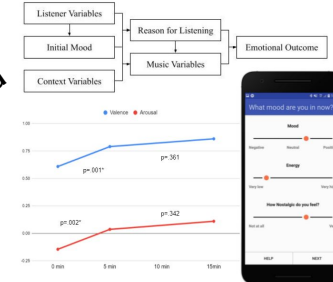 Listener Variables
Initial Mood
Context Variables
Reason for Listening
Music Variables
Emotional Outcome
Valence Arousal
1.00
0.75
0.50
0.25
0.00
-0.25
p=.001*
p=.361
p=.002*
p=.342
0 min 5 min 10 min 15min
What mood are you in now?
Mood
Negative Neutral
Energy
Very low
How Nostalgic do you feel?
Not at all
HELP NEXT